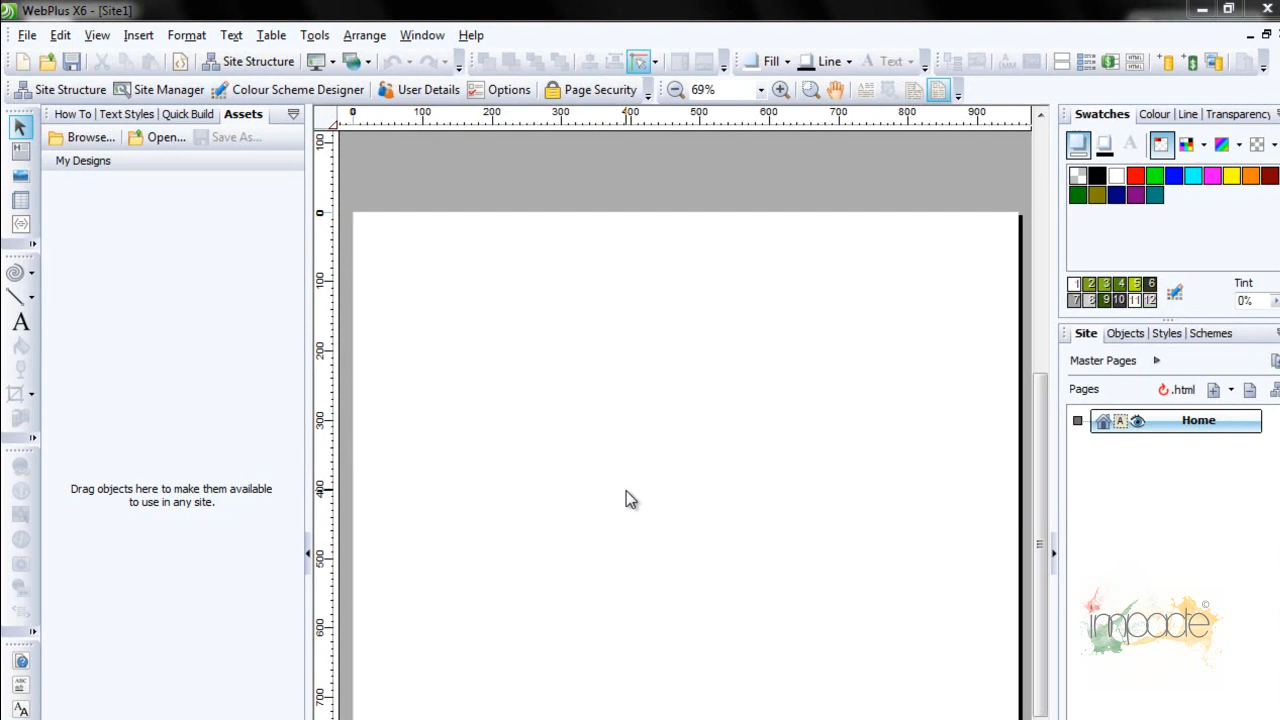 WebPlus X6 - [Site1]
File Edit View Insert Format Text Table Tools Arrange Window Help
Site Structure Fill Line Text
Site Structure Site Manager Colour Scheme Designer User Details Options Page Security 69%
How To Text Styles Quick Build Assets
Browse... Open... Save As...
My Designs
Drag objects here to make them available
to use in any site.
0 100 200 300 400 500 600 700 800 900
100
0
100
200
300
400
500
600
700
Swatches Colour Line Transparency
1 2 3 4 5 6
7 8 9 10 11 12
Tint
0%
Site Objects Styles Schemes
Master Pages
Pages .html
A Home
impade ©